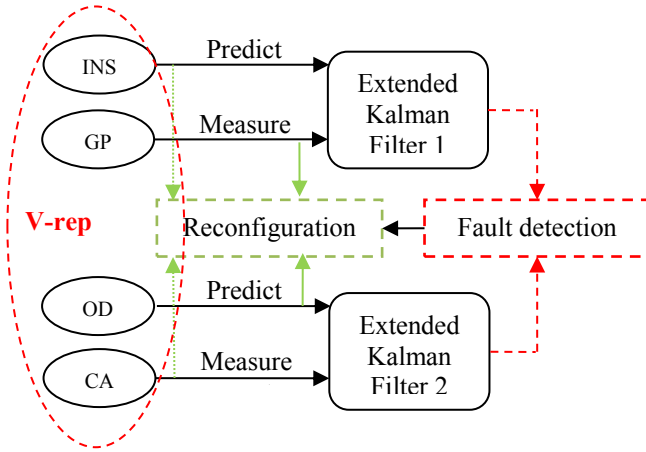 INS
Predict
Extended
Kalman
Filter 1
GP
Measure
V-rep
Reconfiguration
Fault detection
OD
Predict
Extended
Kalman
Filter 2
CA
Measure